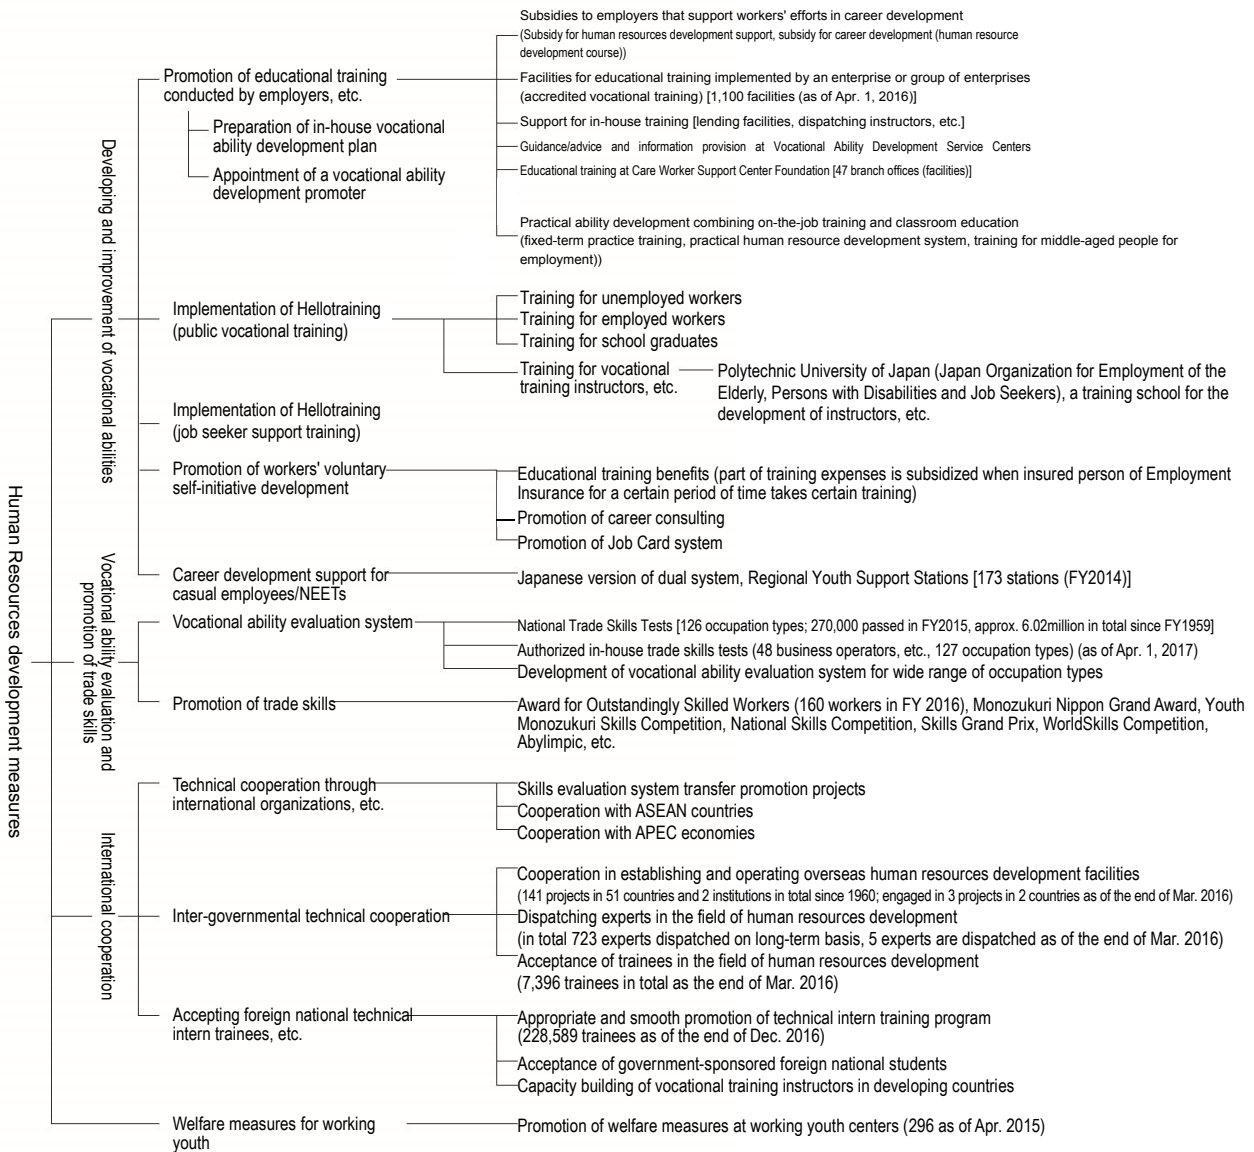 Human Resources development measures
Developing and improvement of vocational abilities
Promotion of educational training
conducted by employers, etc.
Preparation of in-house vocational
ability development plan
Appointment of a vocational ability
development promoter
Subsidies to employers that support workers' efforts in career development
(Subsidy for human resources development support, subsidy for career development (human resource
development course))
Facilities for educational training implemented by an enterprise or group of enterprises
(accredited vocational training) [1,100 facilities (as of Apr. 1, 2016)]
Support for in-house training [lending facilities, dispatching instructors, etc.]
Guidance/advice and information provision at Vocational Ability Development Service Centers
Educational training at Care Worker Support Center Foundation [47 branch offices (facilities)]
Practical ability development combining on-the-job training and classroom education
(fixed-term practice training, practical human resource development system, training for middle-aged people for
employment))
Implementation of Hellotraining
(public vocational training)
Training for unemployed workers
Training for employed workers
Training for school graduates
Training for vocational
training instructors, etc.
Polytechnic University of Japan (Japan Organization for Employment of the
Elderly, Persons with Disabilities and Job Seekers), a training school for the
development of instructors, etc.
Implementation of Hellotraining
(job seeker support training)
Promotion of workers' voluntary
self-initiative development
Educational training benefits (part of training expenses is subsidized when insured person of Employment
Insurance for a certain period of time takes certain training)
Promotion of career consulting
Promotion of Job Card system
Career development support for
casual employees/NEETs
Japanese version of dual system, Regional Youth Support Stations [173 stations (FY2014)]
Vocational ability evaluation and
promotion of trade skills
Vocational ability evaluation system
National Trade Skills Tests [126 occupation types; 270,000 passed in FY2015, approx. 6.02million in total since FY1959]
Authorized in-house trade skills tests (48 business operators, etc., 127 occupation types) (as of Apr. 1, 2017)
Development of vocational ability evaluation system for wide range of occupation types
Promotion of trade skills
Award for Outstandingly Skilled Workers (160 workers in FY 2016), Monozukuri Nippon Grand Award, Youth
Monozukuri Skills Competition, National Skills Competition, Skills Grand Prix, WorldSkills Competition,
Abylimpic, etc.
International cooperation
Technical cooperation through
international organizations, etc.
Skills evaluation system transfer promotion projects
Cooperation with ASEAN countries
Cooperation with APEC economies
Inter-governmental technical cooperation
Cooperation in establishing and operating overseas human resources development facilities
(141 projects in 51 countries and 2 institutions in total since 1960; engaged in 3 projects in 2 countries as of the end of Mar. 2016)
Dispatching experts in the field of human resources development
(in total 723 experts dispatched on long-term basis, 5 experts are dispatched as of the end of Mar. 2016)
Acceptance of trainees in the field of human resources development
(7,396 trainees in total as the end of Mar. 2016)
Accepting foreign national technical
intern trainees, etc.
Appropriate and smooth promotion of technical intern training program
(228,589 trainees as of the end of Dec. 2016)
Acceptance of government-sponsored foreign national students
Capacity building of vocational training instructors in developing countries
Welfare measures for working
youth
Promotion of welfare measures at working youth centers (296 as of Apr. 2015)